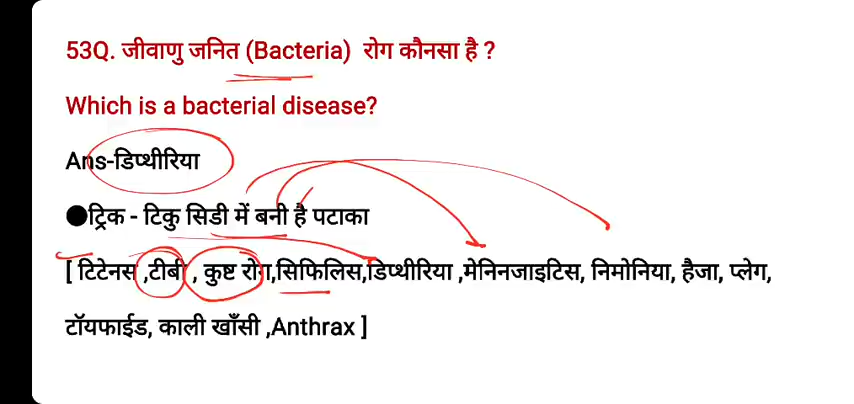 53Q. जीवाणु जनित (Bacteria) रोग कौनसा है ?
Which is a bacterial disease?
Ans-डिप्थीरिया
●ट्रिक - टिकु सिडी में बनी है पटाका
[ टिटेनस ,टीबी , कुष्ट रोग,सिफिलिस,डिप्थीरिया ,मेनिनजाइटिस, निमोनिया, हैजा, प्लेग,
टॉयफाईड, काली खाँसी ,Anthrax ]